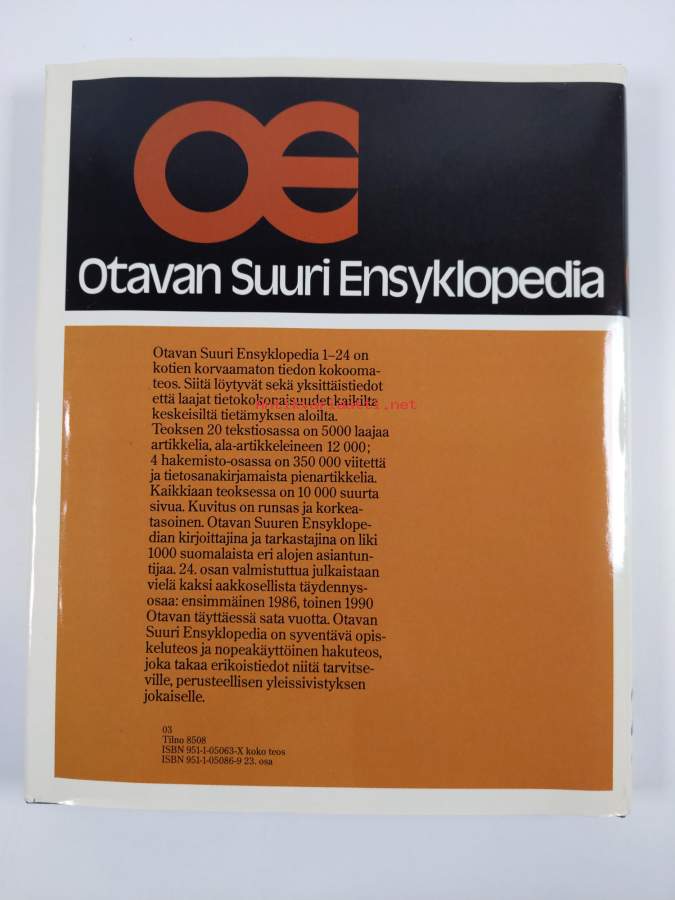 OE
Otavan Suuri Ensyklopedia
Otavan Suuri Ensyklopedia 1–24 on
kotien korvaamaton tiedon kokooma-
teos. Siitä löytyvät sekä yksittäistiedot
että laajat tietokokonaisuudet kaikilta
keskeisiltä tietämyksen aloilta.
Teoksen 20 tekstiosassa on 5000 laajaa
artikkelia, ala-artikkeleineen 12 000;
4 hakemisto-osassa on 350 000 viitettä
ja tietosanakirjamaista pienartikkelia.
Kaikkiaan teoksessa on 10 000 suurta
sivua. Kuvitus on runsas ja korkea-
tasoinen. Otavan Suuren Ensyklope-
dian kirjoittajina ja tarkastajina on liki
1000 suomalaista eri alojen asiantun-
tijaa. 24. osan valmistuttua julkaistaan
vielä kaksi aakkosellista täydennys-
osaa: ensimmäinen 1986, toinen 1990
Otavan täyttäessä sata vuotta. Otavan
Suuri Ensyklopedia on syventävä opis-
keluteos ja nopeakäyttöinen hakuteos,
joka takaa erikoistiedot niitä tarvitse-
ville, perusteellisen yleissivistyksen
jokaiselle.
03
Tilno 8508
ISBN 951-1-05063-X koko teos
ISBN 951-1-05086-9 23. osa